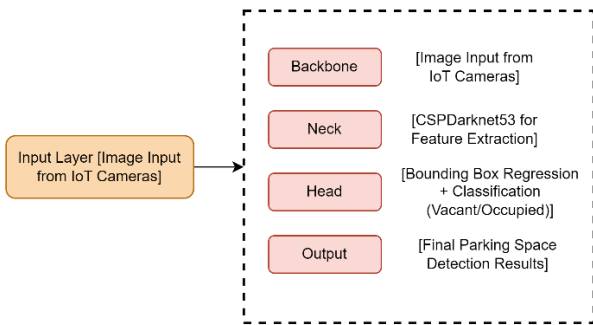 Backbone
[Image Input from
IoT Cameras]
Neck
[CSPDarknet53 for
Feature Extraction]
Input Layer [Image Input
from IoT Cameras]
Head
[Bounding Box Regression
+ Classification
(Vacant/Occupied)]
Output
[Final Parking Space
Detection Results]